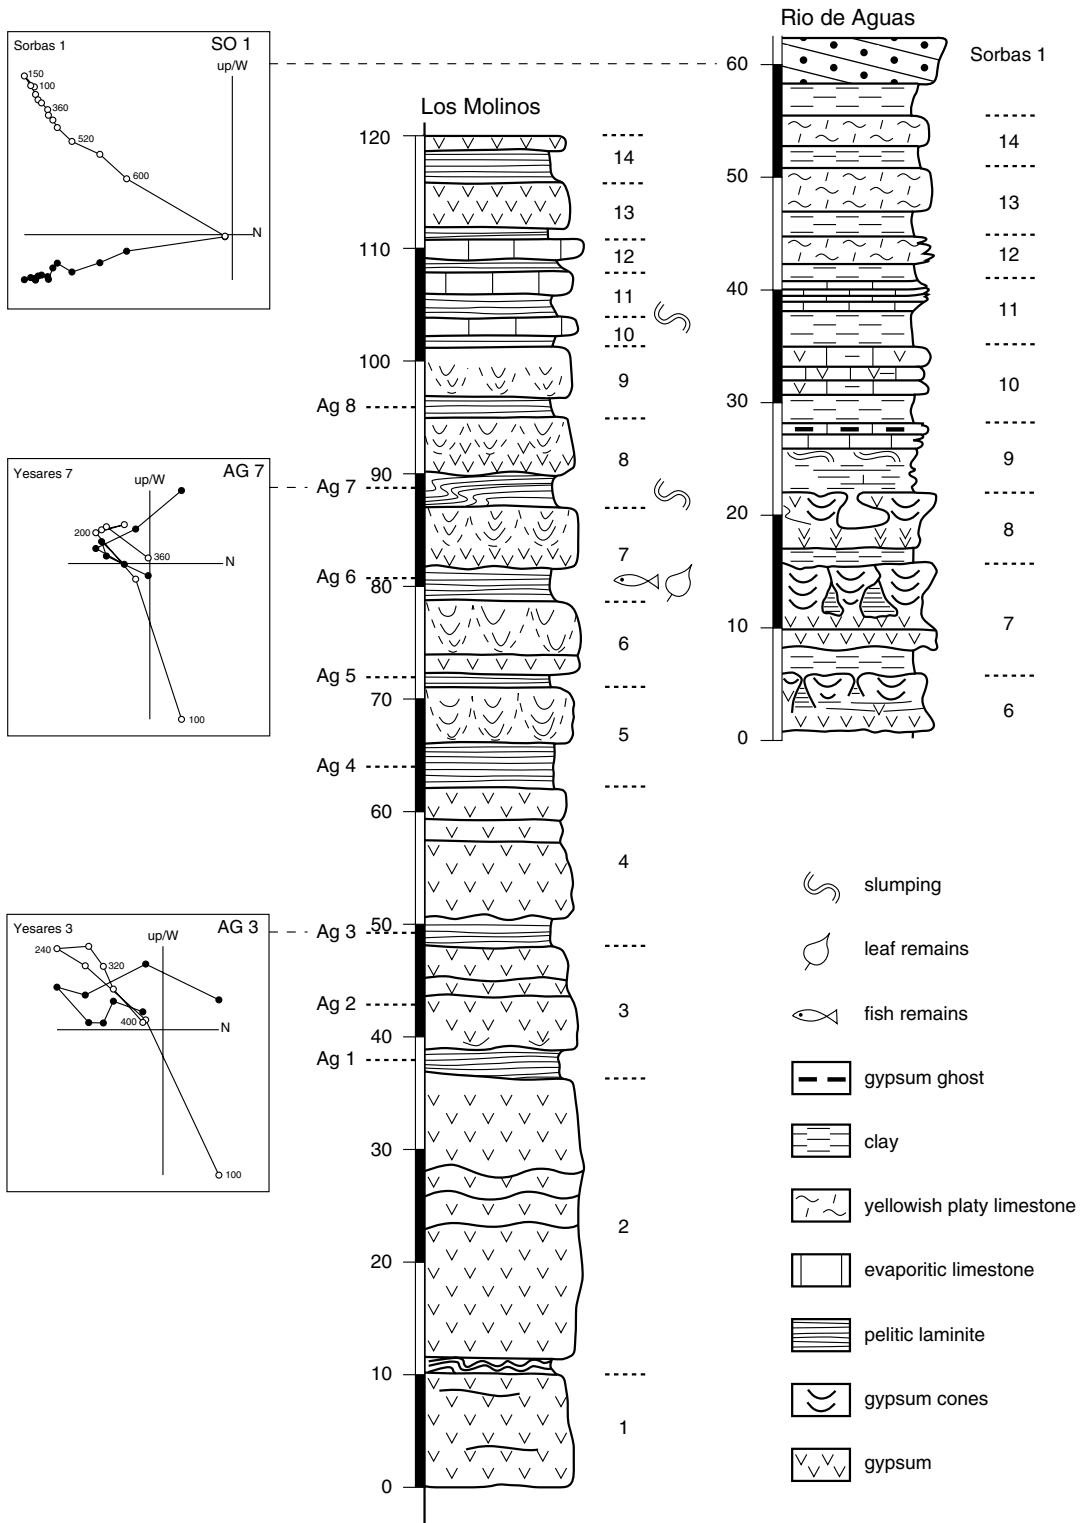 Rio de Aguas
Sorbas 1
60
14
50
13
12
40
11
10
30
9
20
8
10
7
6
0
Sorbas 1 SO 1
up/W
150
100
360
520
600
N
Los Molinos
120
14
13
110
12
11
10
100
9
Ag 8
8
90
Ag 7
7
Ag 6
80
6
Ag 5
70
5
Ag 4
60
4
50
Ag 3
Ag 2
3
40
Ag 1
30
2
20
10
1
0
Yesares 7 AG 7
up/W
200
360
N
100
Yesares 3 AG 3
up/W
240
320
400
N
100
slumping
leaf remains
fish remains
gypsum ghost
clay
yellowish platy limestone
evaporitic limestone
pelitic laminite
gypsum cones
gypsum